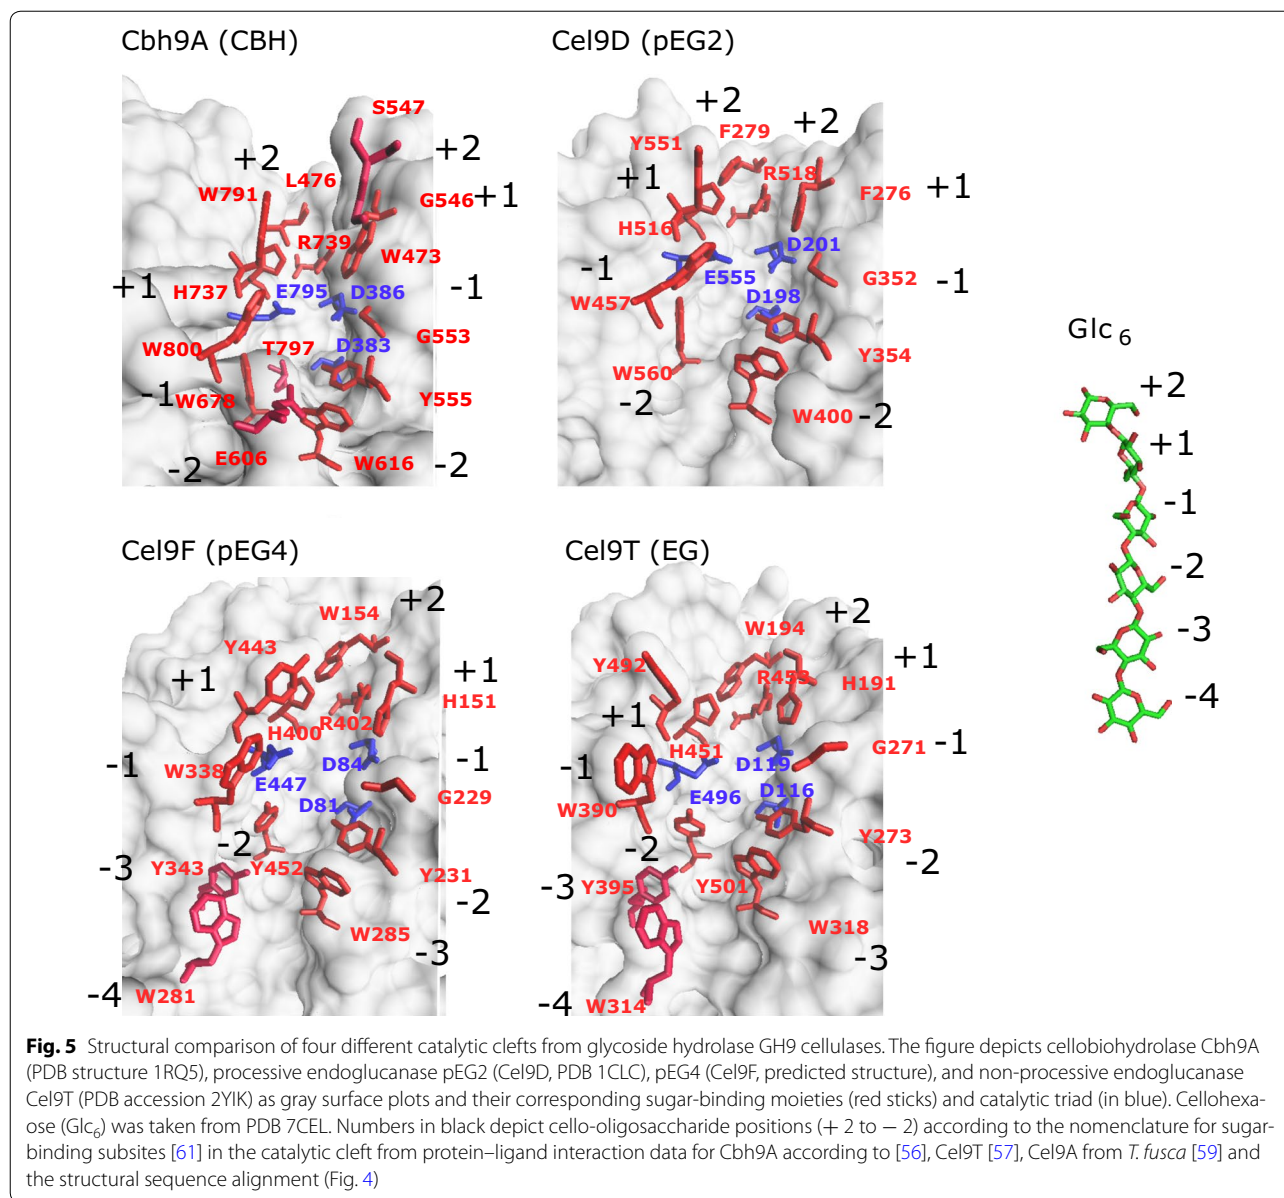 Cbh9A (CBH)
S547
+2
+2
L476
W791
G546
+1
R739
W473
+1
H737
E795
D386
-1
G553
W800
T797
D383
-1
W678
Y555
-2
E606
W616
-2
Cel9D (pEG2)
+2
F279
+2
Y551
R518
+1
F276
+1
H516
D201
-1
E555
G352
-1
W457
D198
Y354
W560
-2
W400
-2
Glc 6
+2
+1
-1
-2
-3
-4
Cel9F (pEG4)
+2
W154
Y443
+1
+1
H151
R402
H400
-1
W338
D84
-1
E447
G229
D81
-2
-3
Y343
Y452
Y231
-2
W285
-3
-4
W281
Cel9T (EG)
+2
W194
+1
Y492
R453
H191
+1
H451
G271
-1
-1
D119
W390
E496
D116
Y273
-2
-2
-3
Y395
Y501
W318
-3
-4
W314
Fig. 5 Structural comparison of four different catalytic clefts from glycoside hydrolase GH9 cellulases. The figure depicts cellobiohydrolase Cbh9A
(PDB structure 1RQ5), processive endoglucanase pEG2 (Cel9D, PDB 1CLC), pEG4 (Cel9F, predicted structure), and non-processive endoglucanase
Cel9T (PDB accession 2YIK) as gray surface plots and their corresponding sugar-binding moieties (red sticks) and catalytic triad (in blue). Cellohexa-
ose (Glc6) was taken from PDB 7CEL. Numbers in black depict cello-oligosaccharide positions (+ 2 to − 2) according to the nomenclature for sugar-
binding subsites [61] in the catalytic cleft from protein–ligand interaction data for Cbh9A according to [56], Cel9T [57], Cel9A from T. fusca [59] and
the structural sequence alignment (Fig. 4)